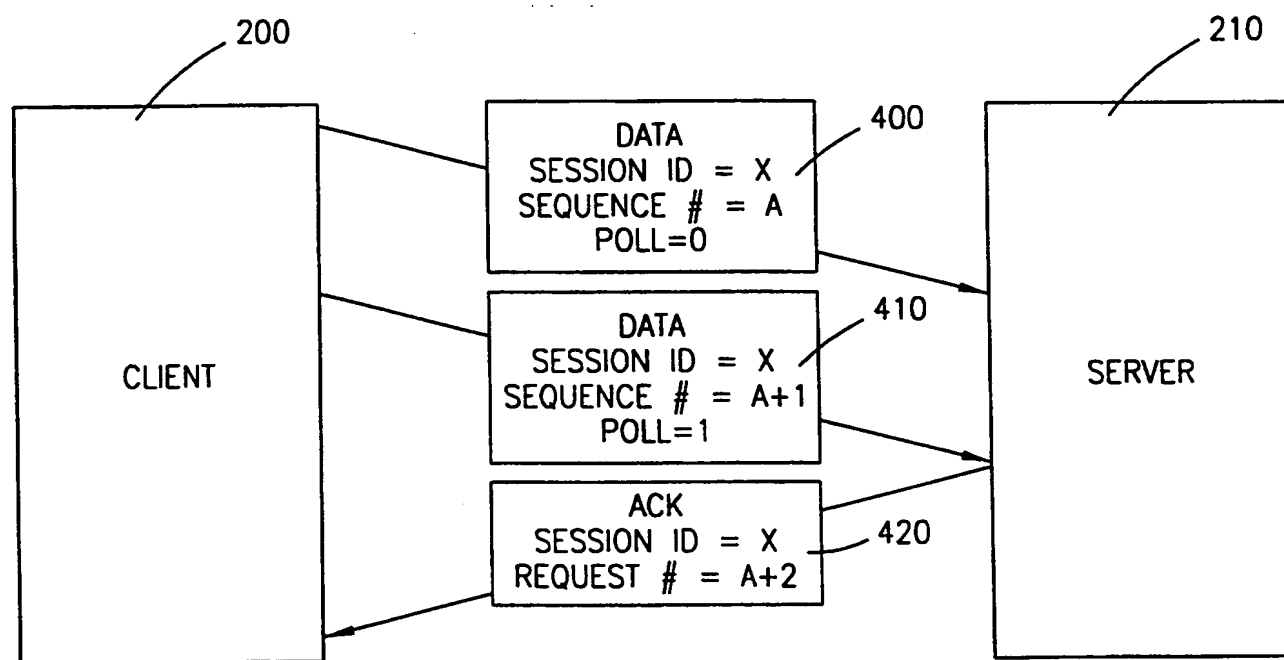 200
210
DATA
SESSION ID = X
SEQUENCE # = A
POLL=0
400
DATA
SESSION ID = X
SEQUENCE # = A+1
POLL=1
410
CLIENT
SERVER
ACK
SESSION ID = X
REQUEST # = A+2
420